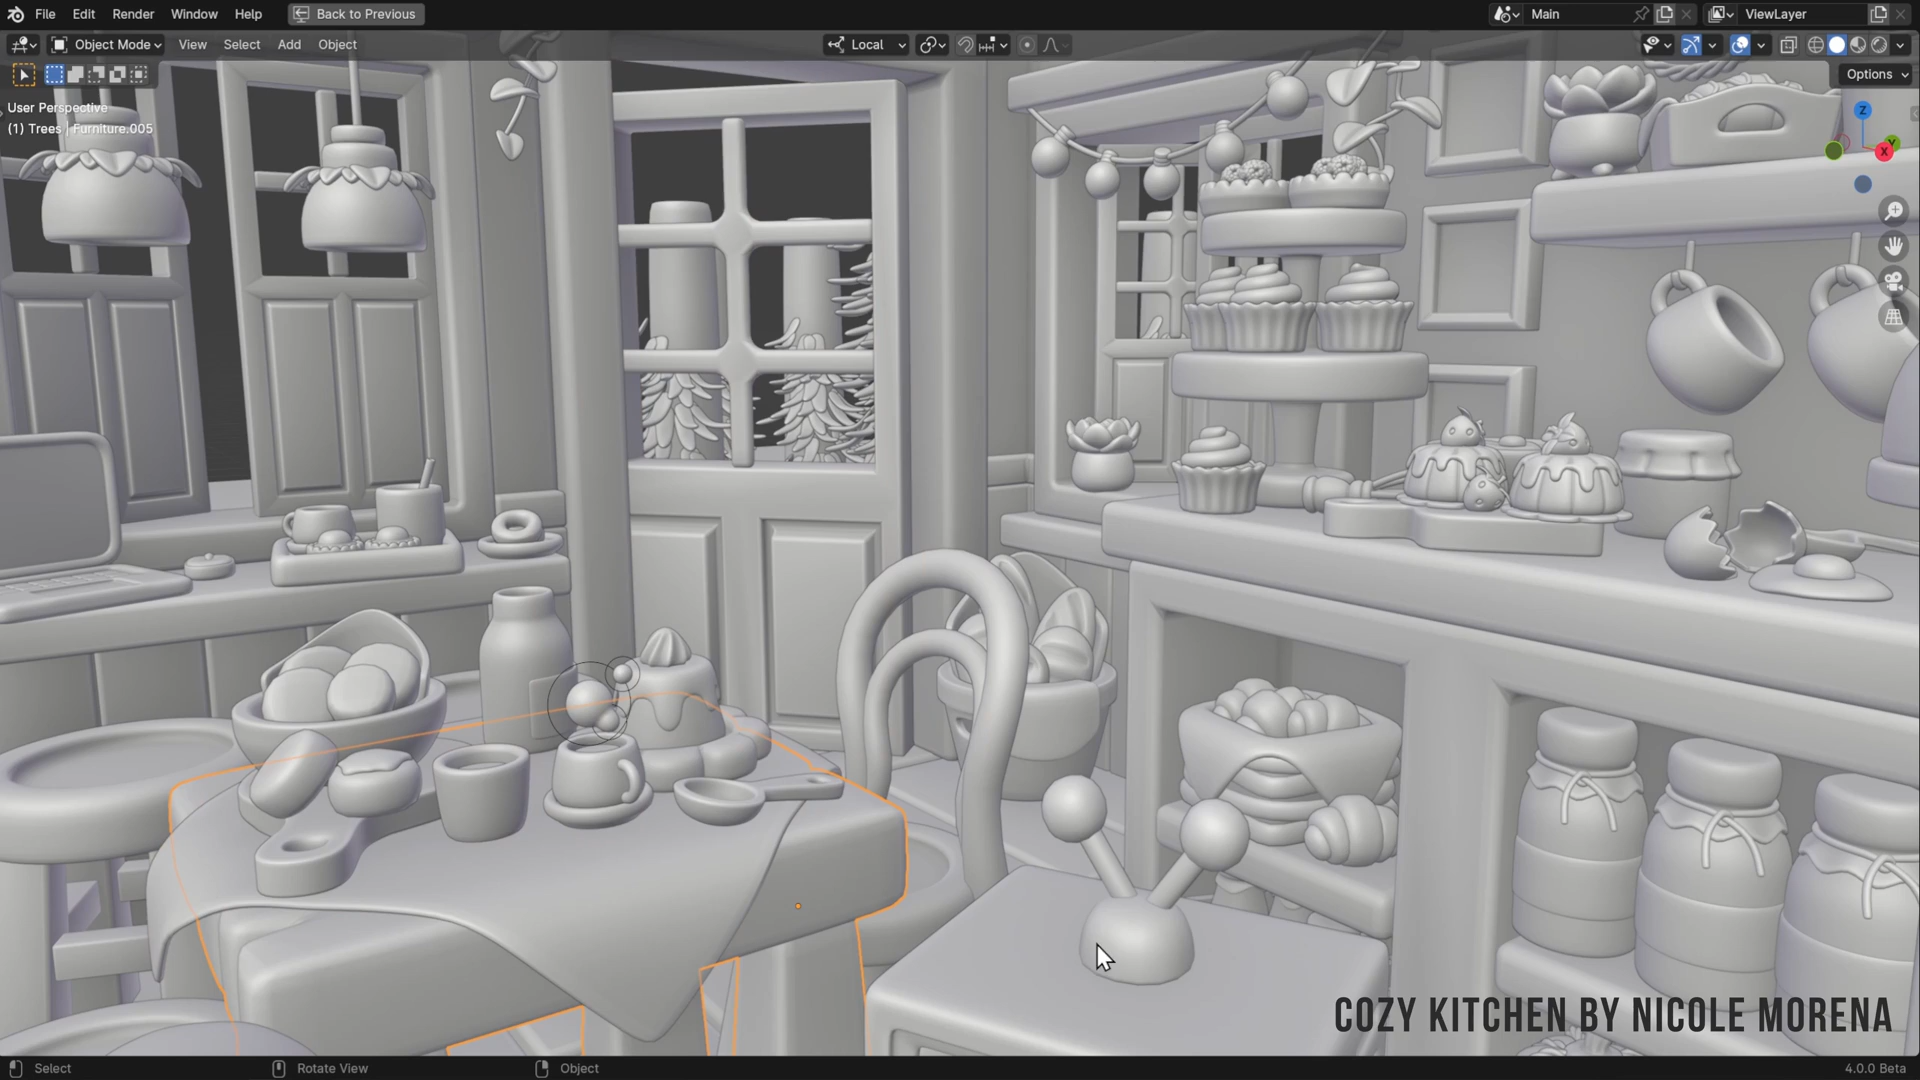 File Edit Render Window Help Back to Previous Main ViewLayer
Object Mode View Select Add Object Local
Options
User Perspective
(1) Trees | Furniture.005
Z
Y
X
COZY KITCHEN BY NICOLE MORENA
Select Rotate View Object 4.0.0 Beta